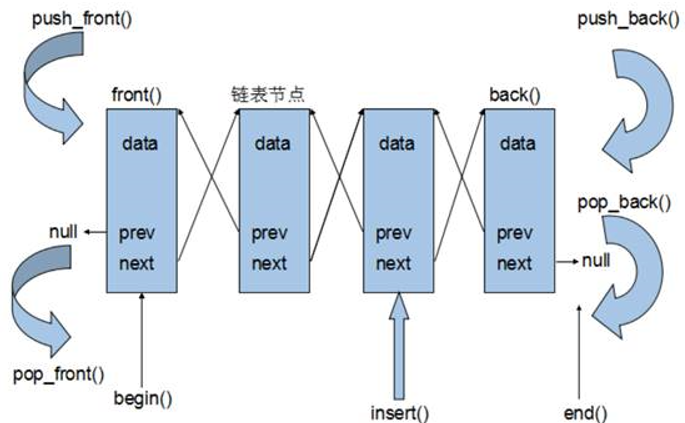 push_front()
push_back()
front()
链表节点
back()
data
data
data
data
pop_back()
null
prev
prev
prev
prev
next
next
next
next
null
pop_front()
begin()
insert()
end()